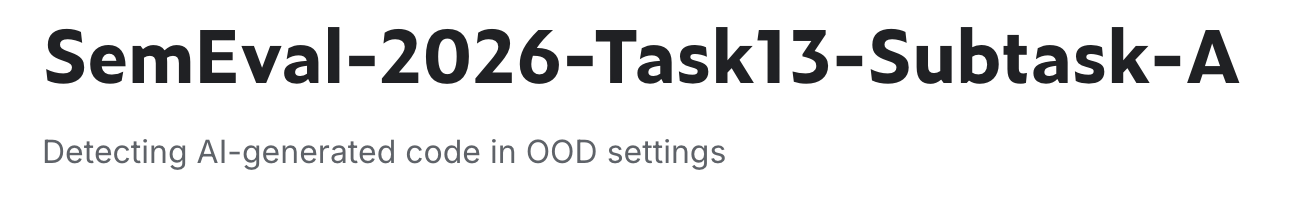 SemEval-2026-Task13-Subtask-A
Detecting AI-generated code in OOD settings